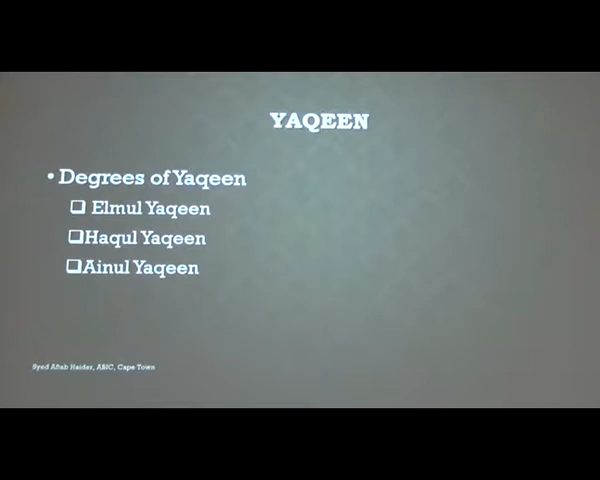 YAQEEN
• Degrees of Yaqeen
❑ Elmul Yaqeen
❑Haqul Yaqeen
❑Ainul Yaqeen
Syed Aftab Haider, ABIC, Cape Town